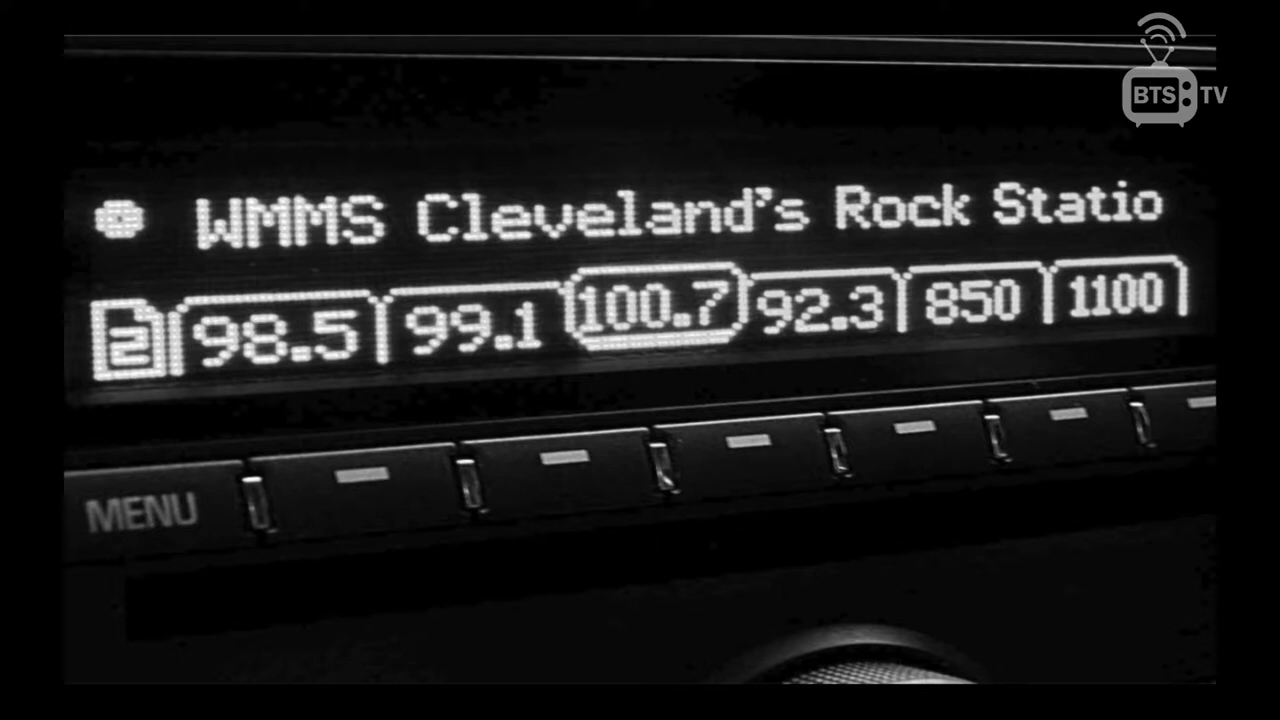 BTS TV
WMMS Cleveland's Rock Statio
2 98.5 99.1 100.7 92.3 850 1100
MENU